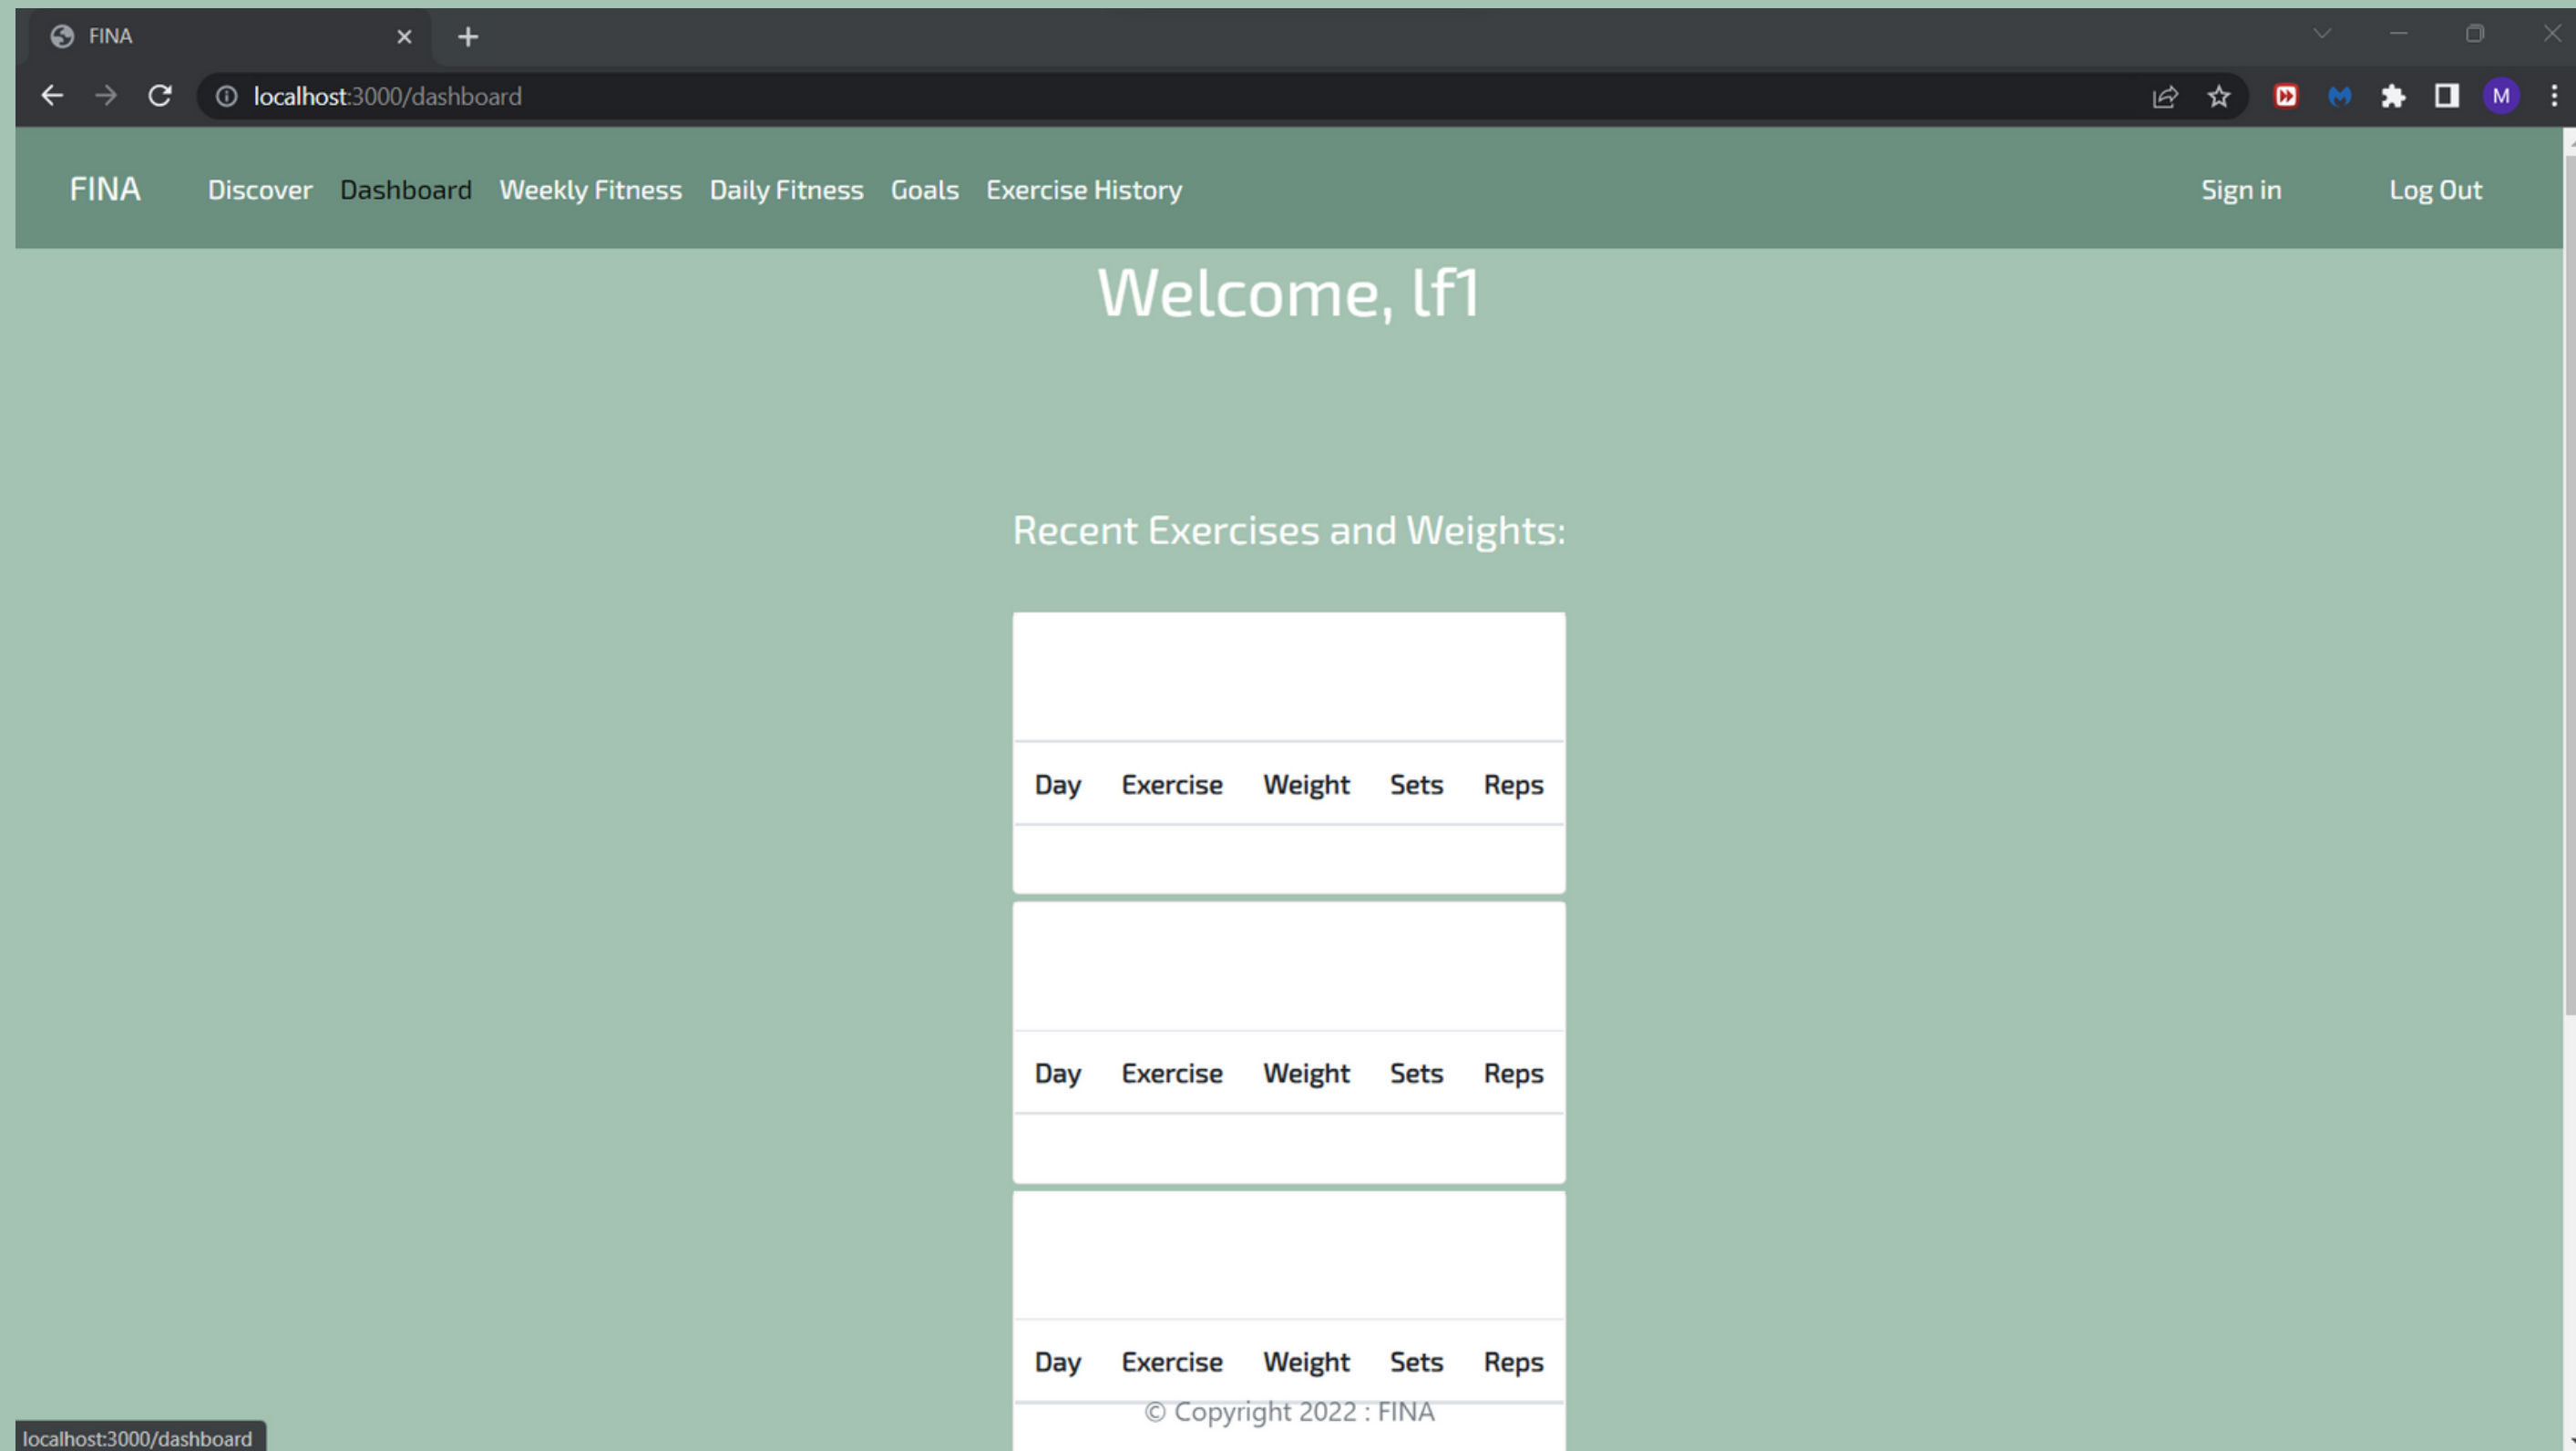 FINA
localhost:3000/dashboard
M
FINA Discover Dashboard Weekly Fitness Daily Fitness Goals Exercise History Sign in Log Out
Welcome, lf1
Recent Exercises and Weights:
Day Exercise Weight Sets Reps
Day Exercise Weight Sets Reps
Day Exercise Weight Sets Reps
© Copyright 2022 : FINA
localhost:3000/dashboard